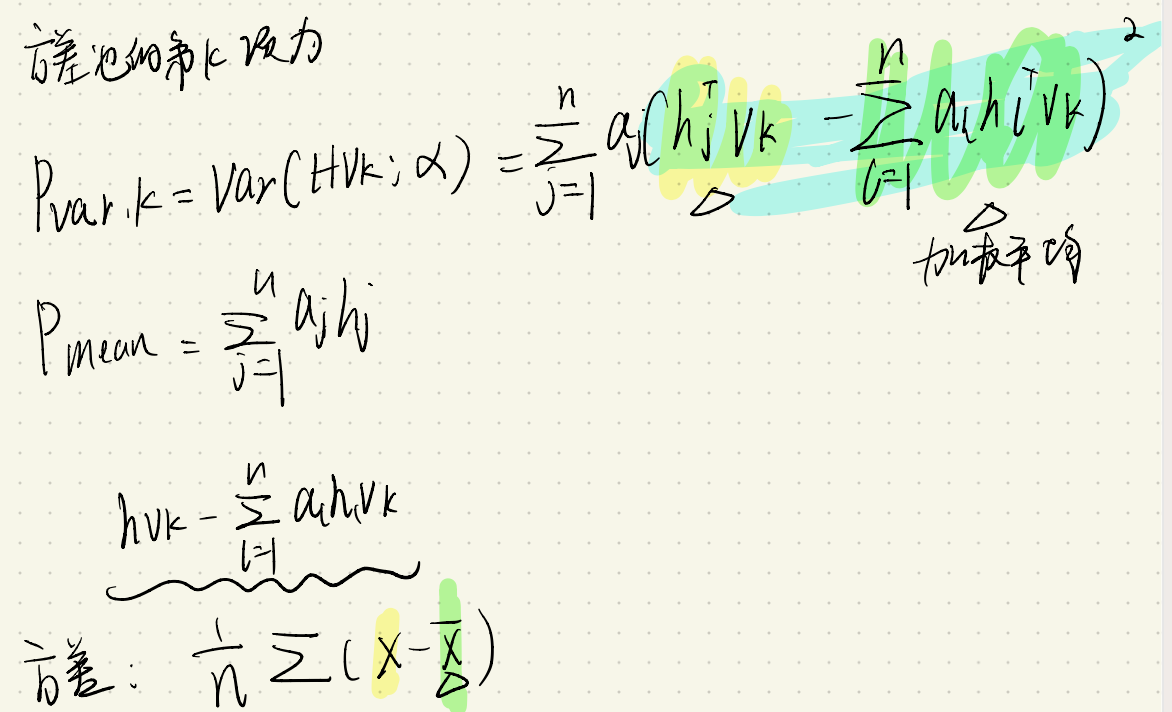 方差池的第k项为
P_{var,k} = Var(HV_k; α) = \sum_{j=1}^{n} a_j (h_j^T V_k - \sum_{i=1}^{n} a_i h_i^T V_k)^2
加权平均
P_{mean} = \sum_{j=1}^{n} a_j h_j
hV_k - \sum_{i=1}^{n} a_i h_i V_k
方差: \frac{1}{n} \sum (x - \overline{x})